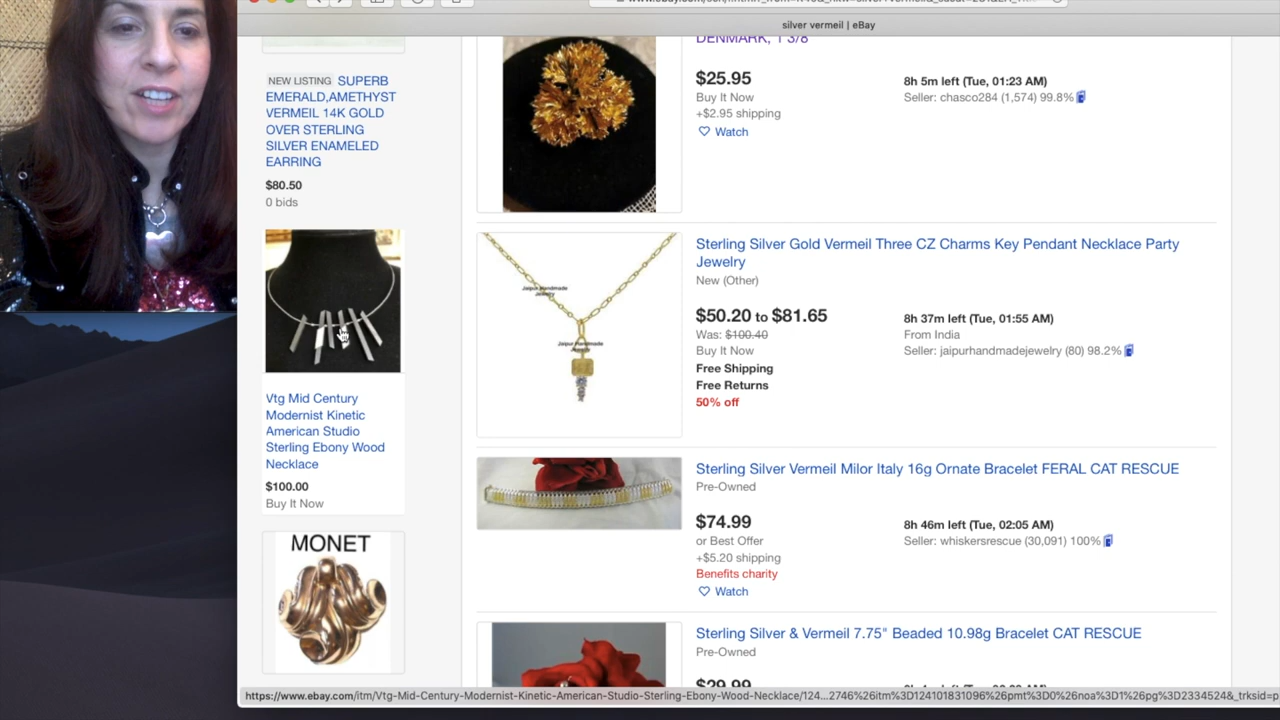 silver vermeil | eBay
NEW LISTING SUPERB
EMERALD,AMETHYST
VERMEIL 14K GOLD
OVER STERLING
SILVER ENAMELED
EARRING
$80.50
0 bids
Vtg Mid Century
Modernist Kinetic
American Studio
Sterling Ebony Wood
Necklace
$100.00
Buy It Now
MONET
DENMARK, 1 3/8
$25.95
Buy It Now
+$2.95 shipping
Watch
8h 5m left (Tue, 01:23 AM)
Seller: chasco284 (1,574) 99.8%
Jaipur Handmade
Jewelry
Jaipur Handmade
Jewelry
Sterling Silver Gold Vermeil Three CZ Charms Key Pendant Necklace Party
Jewelry
New (Other)
$50.20 to $81.65
Was: $100.40
Buy It Now
Free Shipping
Free Returns
50% off
8h 37m left (Tue, 01:55 AM)
From India
Seller: jaipurhandmadejewelry (80) 98.2%
Sterling Silver Vermeil Milor Italy 16g Ornate Bracelet FERAL CAT RESCUE
Pre-Owned
$74.99
or Best Offer
+$5.20 shipping
Benefits charity
Watch
8h 46m left (Tue, 02:05 AM)
Seller: whiskersrescue (30,091) 100%
Sterling Silver & Vermeil 7.75" Beaded 10.98g Bracelet CAT RESCUE
Pre-Owned
$29.99
https://www.ebay.com/itm/Vtg-Mid-Century-Modernist-Kinetic-American-Studio-Sterling-Ebony-Wood-Necklace/124...2746%26itm%3D124101831096%26pmt%3D0%26noa%3D1%26pg%3D2334524&_trksid=p